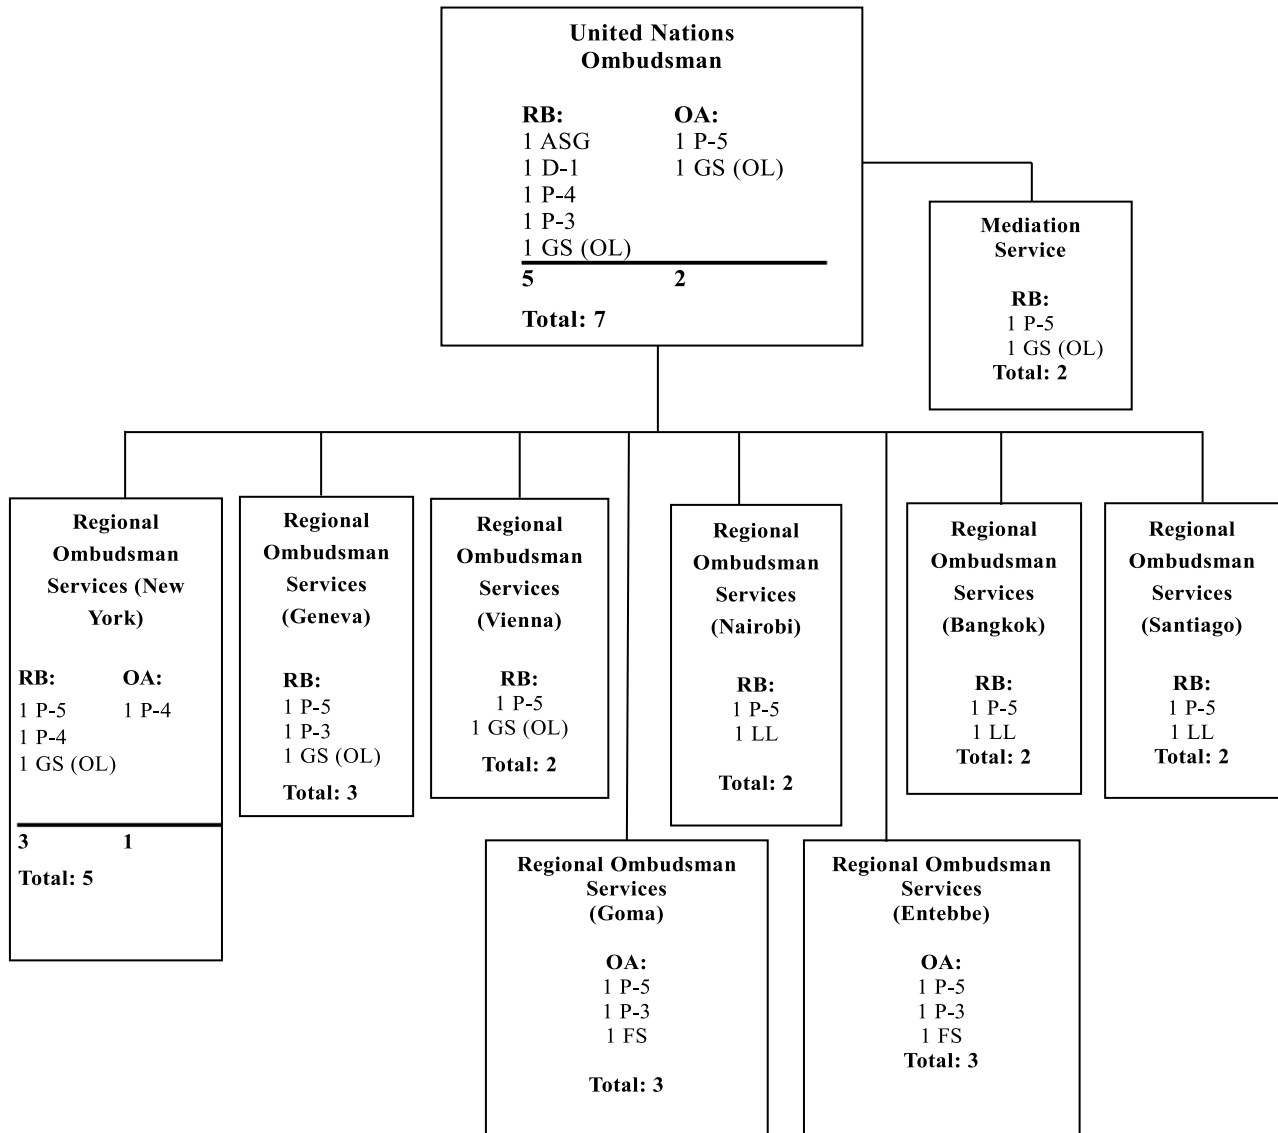 United Nations
Ombudsman
RB: OA:
1 ASG 1 P-5
1 D-1 1 GS (OL)
1 P-4
1 P-3
1 GS (OL)
5 2
Total: 7
Mediation
Service
RB:
1 P-5
1 GS (OL)
Total: 2
Regional
Ombudsman
Services (New
York)
RB: OA:
1 P-5 1 P-4
1 P-4
1 GS (OL)
3 1
Total: 5
Regional
Ombudsman
Services
(Geneva)
RB:
1 P-5
1 P-3
1 GS (OL)
Total: 3
Regional
Ombudsman
Services
(Vienna)
RB:
1 P-5
1 GS (OL)
Total: 2
Regional
Ombudsman
Services
(Nairobi)
RB:
1 P-5
1 LL
Total: 2
Regional
Ombudsman
Services
(Bangkok)
RB:
1 P-5
1 LL
Total: 2
Regional
Ombudsman
Services
(Santiago)
RB:
1 P-5
1 LL
Total: 2
Regional Ombudsman
Services
(Goma)
OA:
1 P-5
1 P-3
1 FS
Total: 3
Regional Ombudsman
Services
(Entebbe)
OA:
1 P-5
1 P-3
1 FS
Total: 3